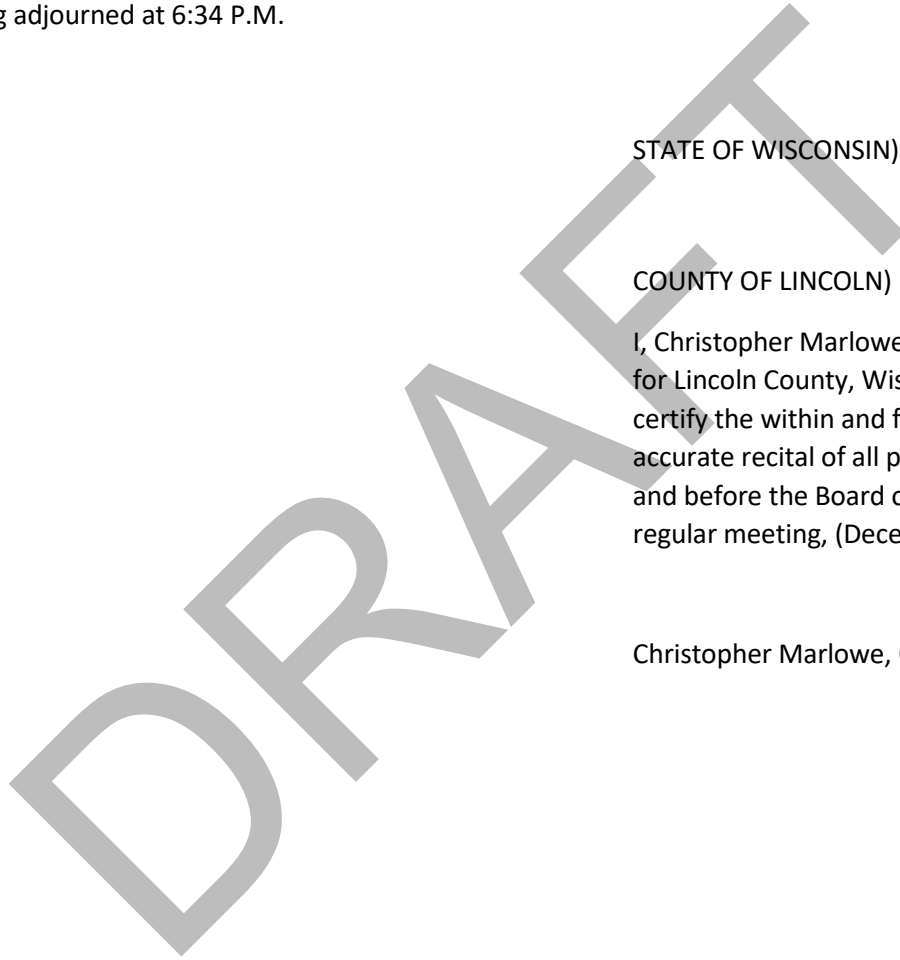 g adjourned at 6:34 P.M.
STATE OF WISCONSIN)
COUNTY OF LINCOLN)
I, Christopher Marlowe
for Lincoln County, Wis
certify the within and f
accurate recital of all p
and before the Board o
regular meeting, (Dece
Christopher Marlowe,
DRAFT